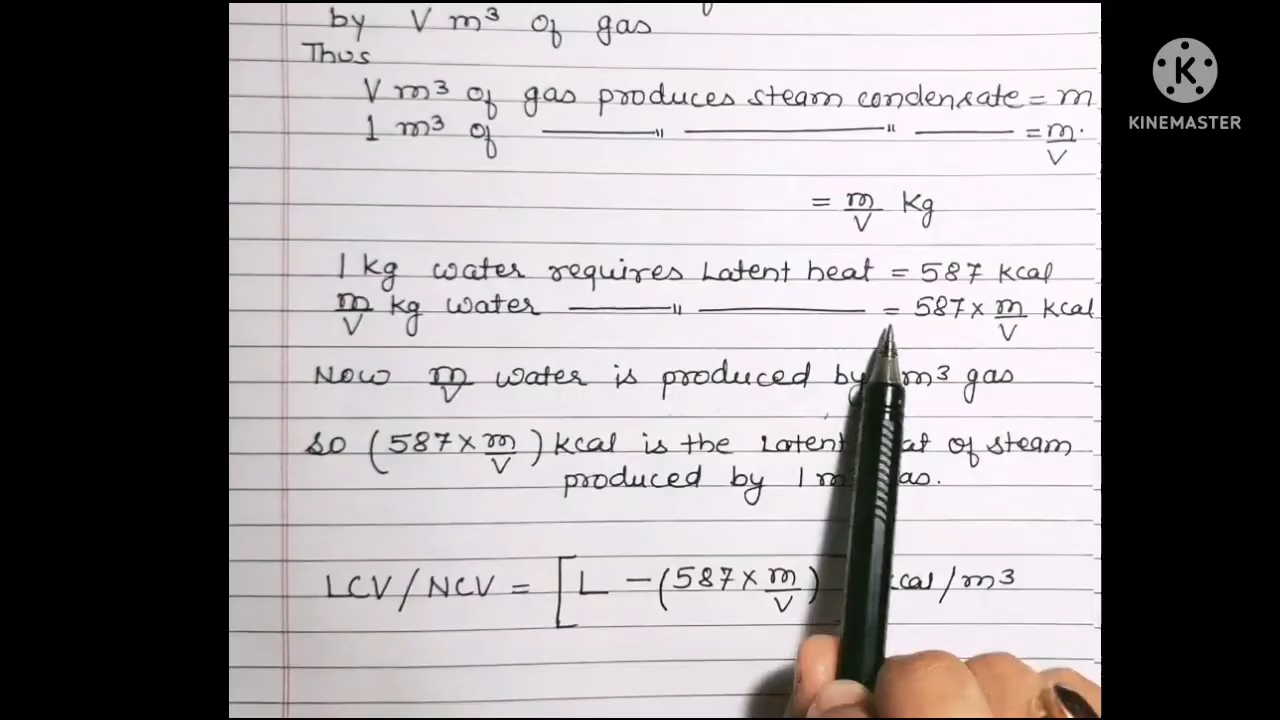 by V m³ of gas
Thus
V m³ of gas produces steam condensate = m
1 m³ of —〃— —〃— = m/V
= m/V Kg
1 kg water requires Latent heat = 587 kcal
m/V kg water —〃— = 587 × m/V kcal
Now m/V water is produced by m³ gas
so (587 × m/V) kcal is the Latent of steam
produced by 1
LCV/NCV = [L – (587 × m/V) /m³
K
KINEMASTER